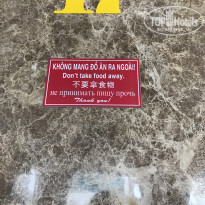 KHÔNG MANG ĐỒ ĂN RA NGOÀI!
Don't take food away.
不要拿食物
не принимать пищу прочь
Thank you!